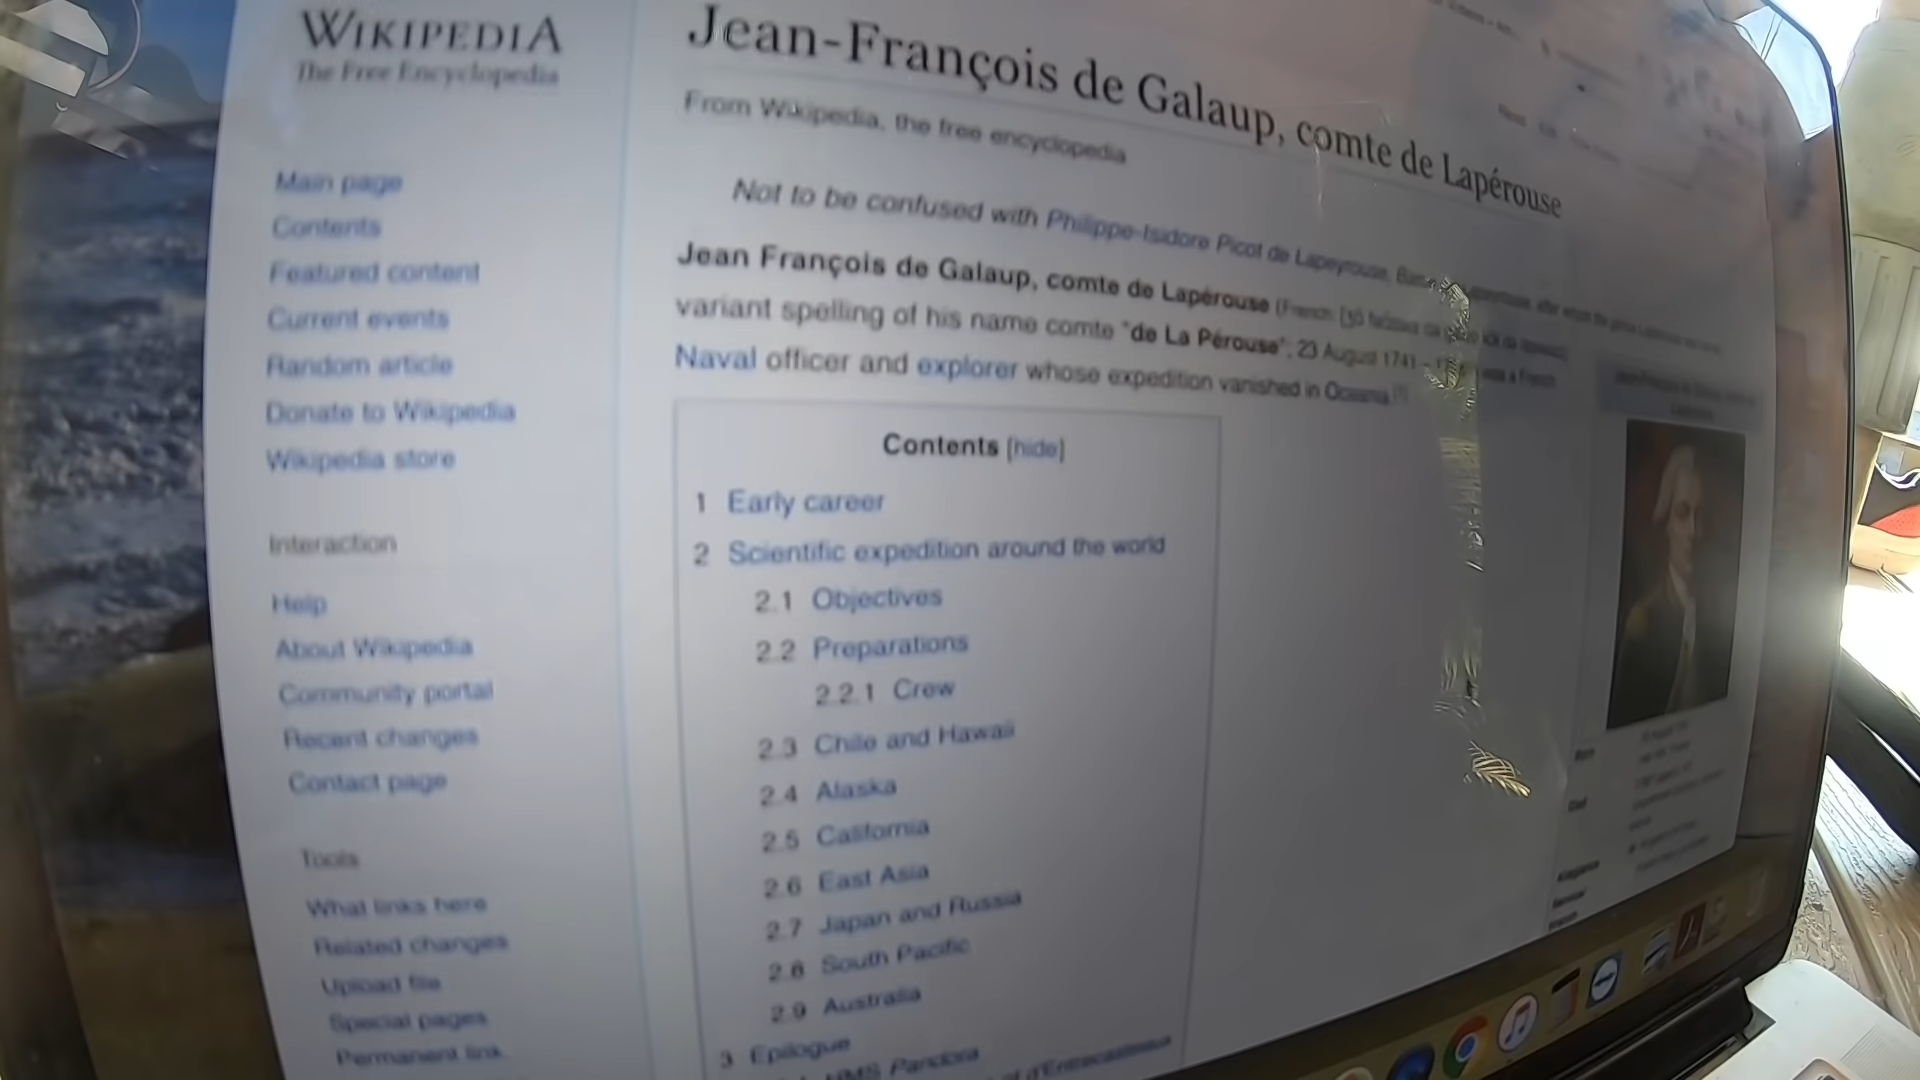 WIKIPEDIA
The Free Encyclopedia
Main page
Contents
Featured content
Current events
Random article
Donate to Wikipedia
Wikipedia store
Interaction
Help
About Wikipedia
Community portal
Recent changes
Contact page
Tools
What links here
Related changes
Upload file
Special pages
Permanent link
Jean-François de Galaup, comte de Lapérouse
From Wikipedia, the free encyclopedia
Not to be confused with Philippe-Isidore Picot de Lapeyrouse,
Jean François de Galaup, comte de Lapérouse (French:
variant spelling of his name comte "de La Pérouse"; 23 August 1741 – was a French
Naval officer and explorer whose expedition vanished in Oceania.[1]
Contents [hide]
1 Early career
2 Scientific expedition around the world
2.1 Objectives
2.2 Preparations
2.2.1 Crew
2.3 Chile and Hawaii
2.4 Alaska
2.5 California
2.6 East Asia
2.7 Japan and Russia
2.8 South Pacific
2.9 Australia
3 Epilogue
HMS Pandora
d'Entrecasteaux